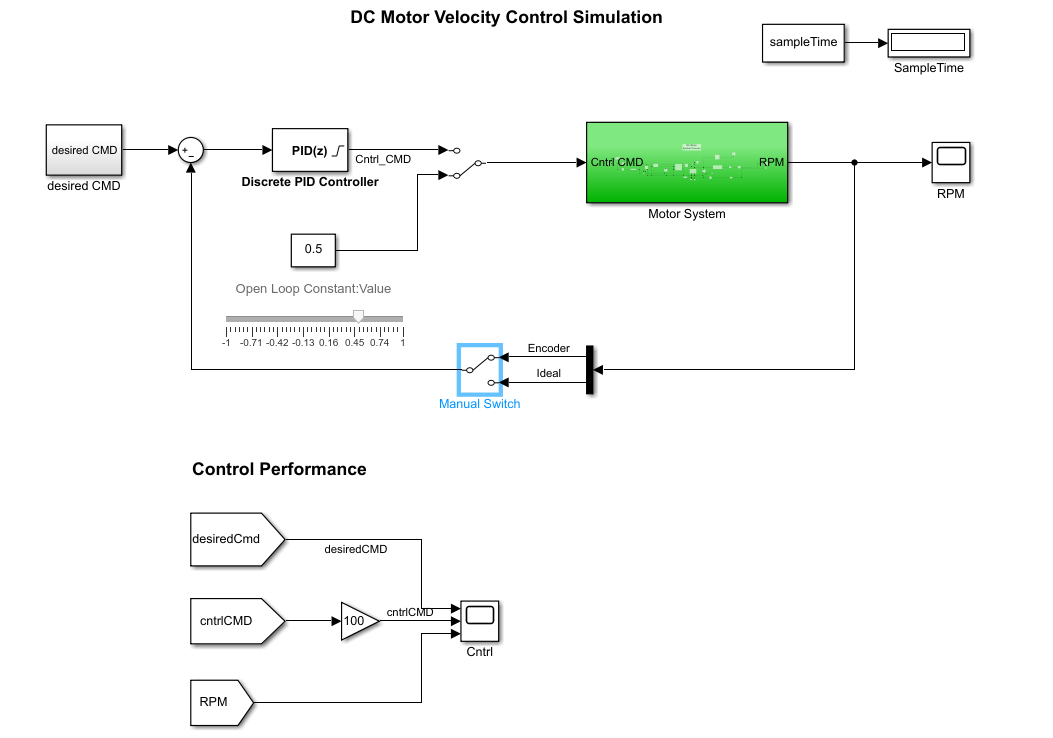 DC Motor Velocity Control Simulation
sampleTime
SampleTime
desired CMD
desired CMD
+
−
PID(z)
Cntrl_CMD
Discrete PID Controller
Cntrl CMD
RPM
Motor System
RPM
0.5
Open Loop Constant:Value
-1 -0.71 -0.42 -0.13 0.16 0.45 0.74 1
Encoder
Ideal
Manual Switch
Control Performance
desiredCmd
desiredCMD
cntrlCMD
100
cntrlCMD
Cntrl
RPM